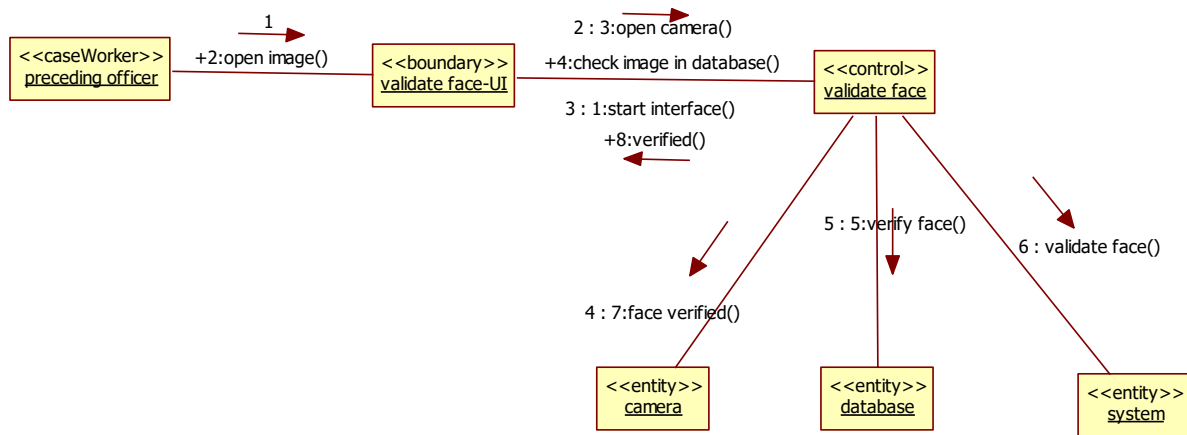 1
2 : 3:open camera()
<<caseWorker>>
preceding officer
+2:open image()
<<boundary>>
validate face-UI
+4:check image in database()
<<control>>
validate face
3 : 1:start interface()
+8:verified()
5 : 5:verify face()
6 : validate face()
4 : 7:face verified()
<<entity>>
camera
<<entity>>
database
<<entity>>
system